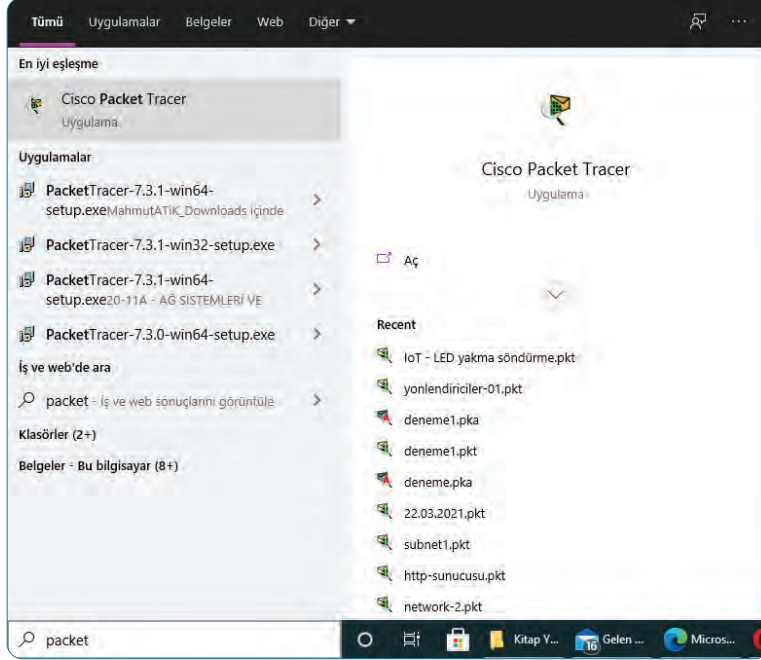 Tümü Uygulamalar Belgeler Web Diğer
En iyi eşleşme
Cisco Packet Tracer
Uygulama
Uygulamalar
PacketTracer-7.3.1-win64-
setup.exeMahmutATiK_Downloads içinde
PacketTracer-7.3.1-win32-setup.exe
PacketTracer-7.3.1-win64-
setup.exe20-11A - AĞ SİSTEMLERİ VE
PacketTracer-7.3.0-win64-setup.exe
İş ve web'de ara
packet - İş ve web sonuçlarını görüntüle
Klasörler (2+)
Belgeler - Bu bilgisayar (8+)
Cisco Packet Tracer
Uygulama
Aç
Recent
IoT - LED yakma söndürme.pkt
yonlendiriciler-01.pkt
deneme1.pka
deneme1.pkt
deneme.pka
22.03.2021.pkt
subnet1.pkt
http-sunucusu.pkt
network-2.pkt
packet
Kitap Y... 16 Gelen ... Micros...